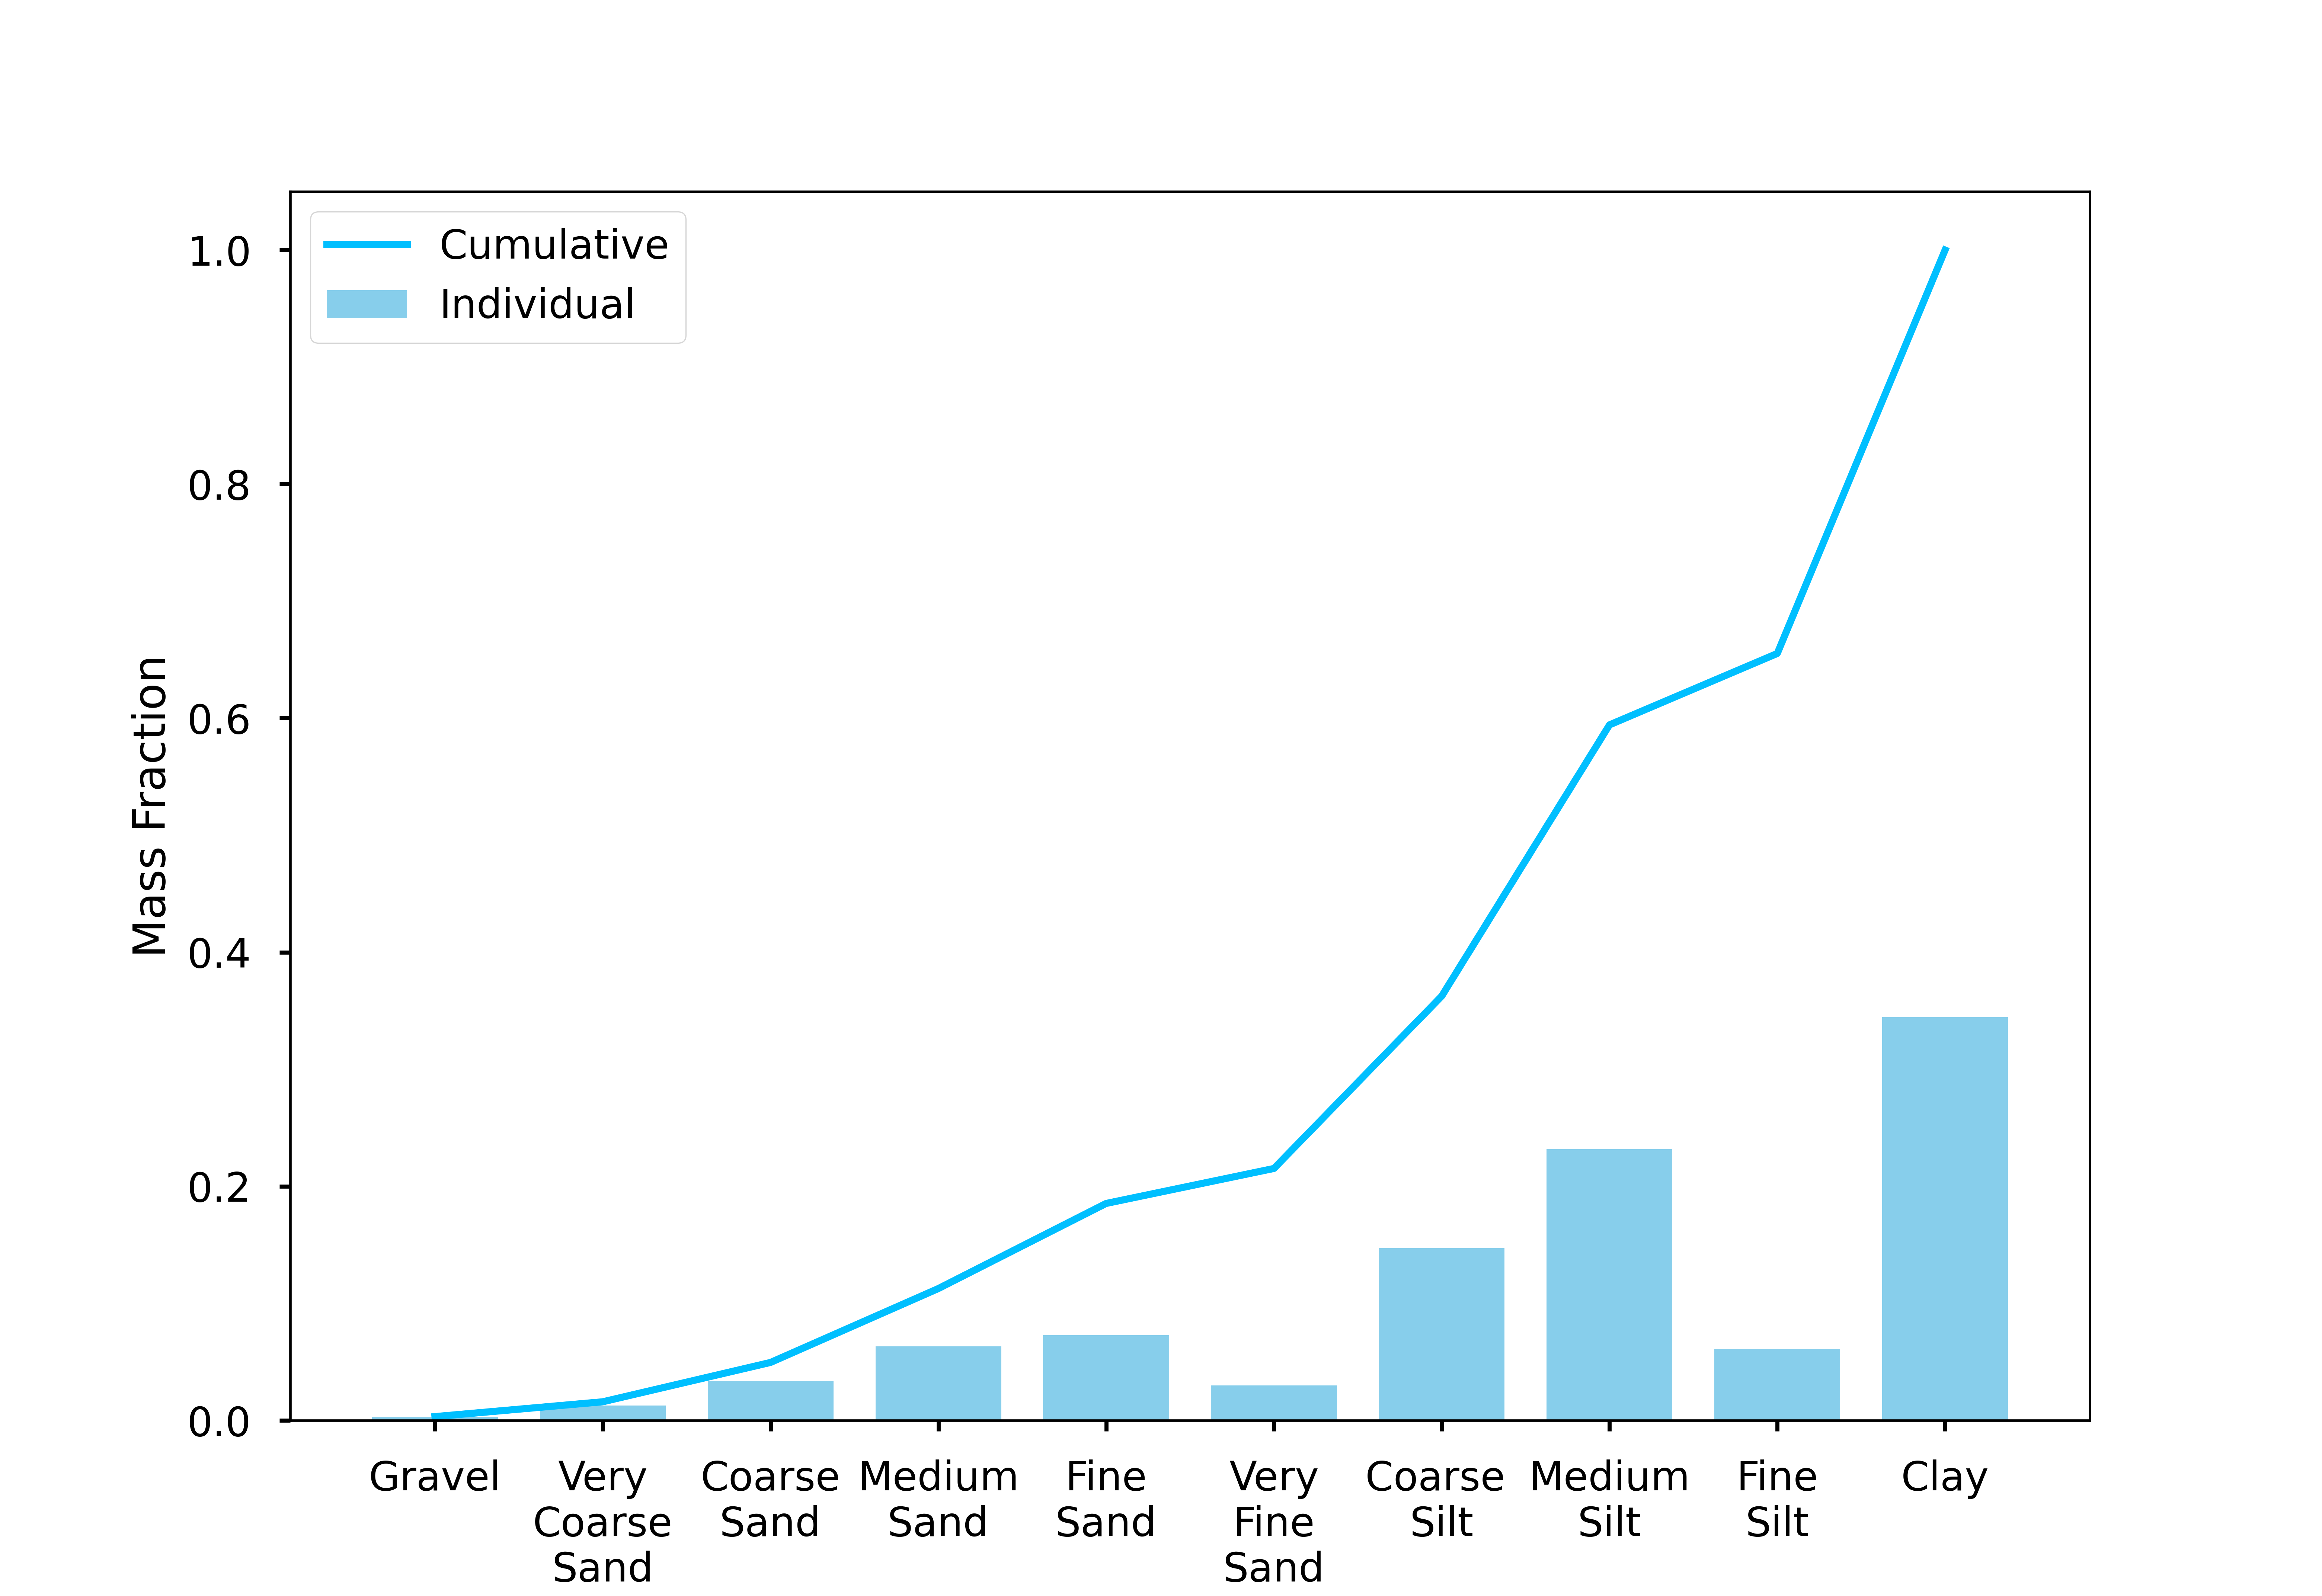 Cumulative
Individual
1.0
0.8
0.6
0.4
0.2
0.0
Mass Fraction
Gravel
Very
Coarse
Sand
Coarse
Sand
Medium
Sand
Fine
Sand
Very
Fine
Sand
Coarse
Silt
Medium
Silt
Fine
Silt
Clay